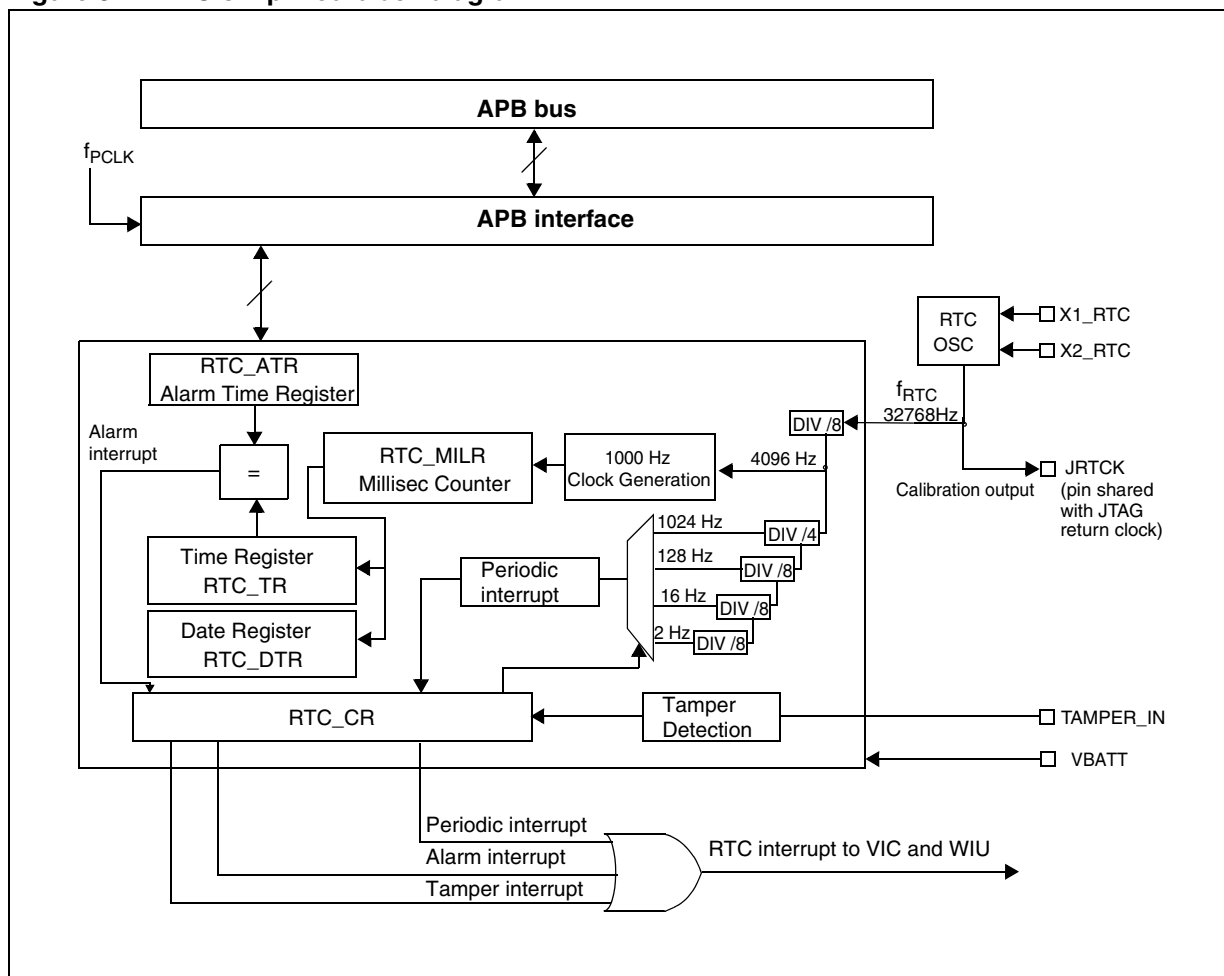 APB bus
fPCLK
APB interface
RTC
OSC
X1_RTC
X2_RTC
RTC_ATR
Alarm Time Register
fRTC
32768Hz
DIV /8
Alarm
interrupt
=
RTC_MILR
Millisec Counter
1000 Hz
Clock Generation
4096 Hz
JRTCK
(pin shared
with JTAG
return clock)
Calibration output
1024 Hz
DIV /4
Time Register
RTC_TR
Periodic
interrupt
128 Hz
DIV /8
16 Hz
DIV /8
Date Register
RTC_DTR
2 Hz
DIV /8
RTC_CR
Tamper
Detection
TAMPER_IN
VBATT
Periodic interrupt
Alarm interrupt
Tamper interrupt
RTC interrupt to VIC and WIU